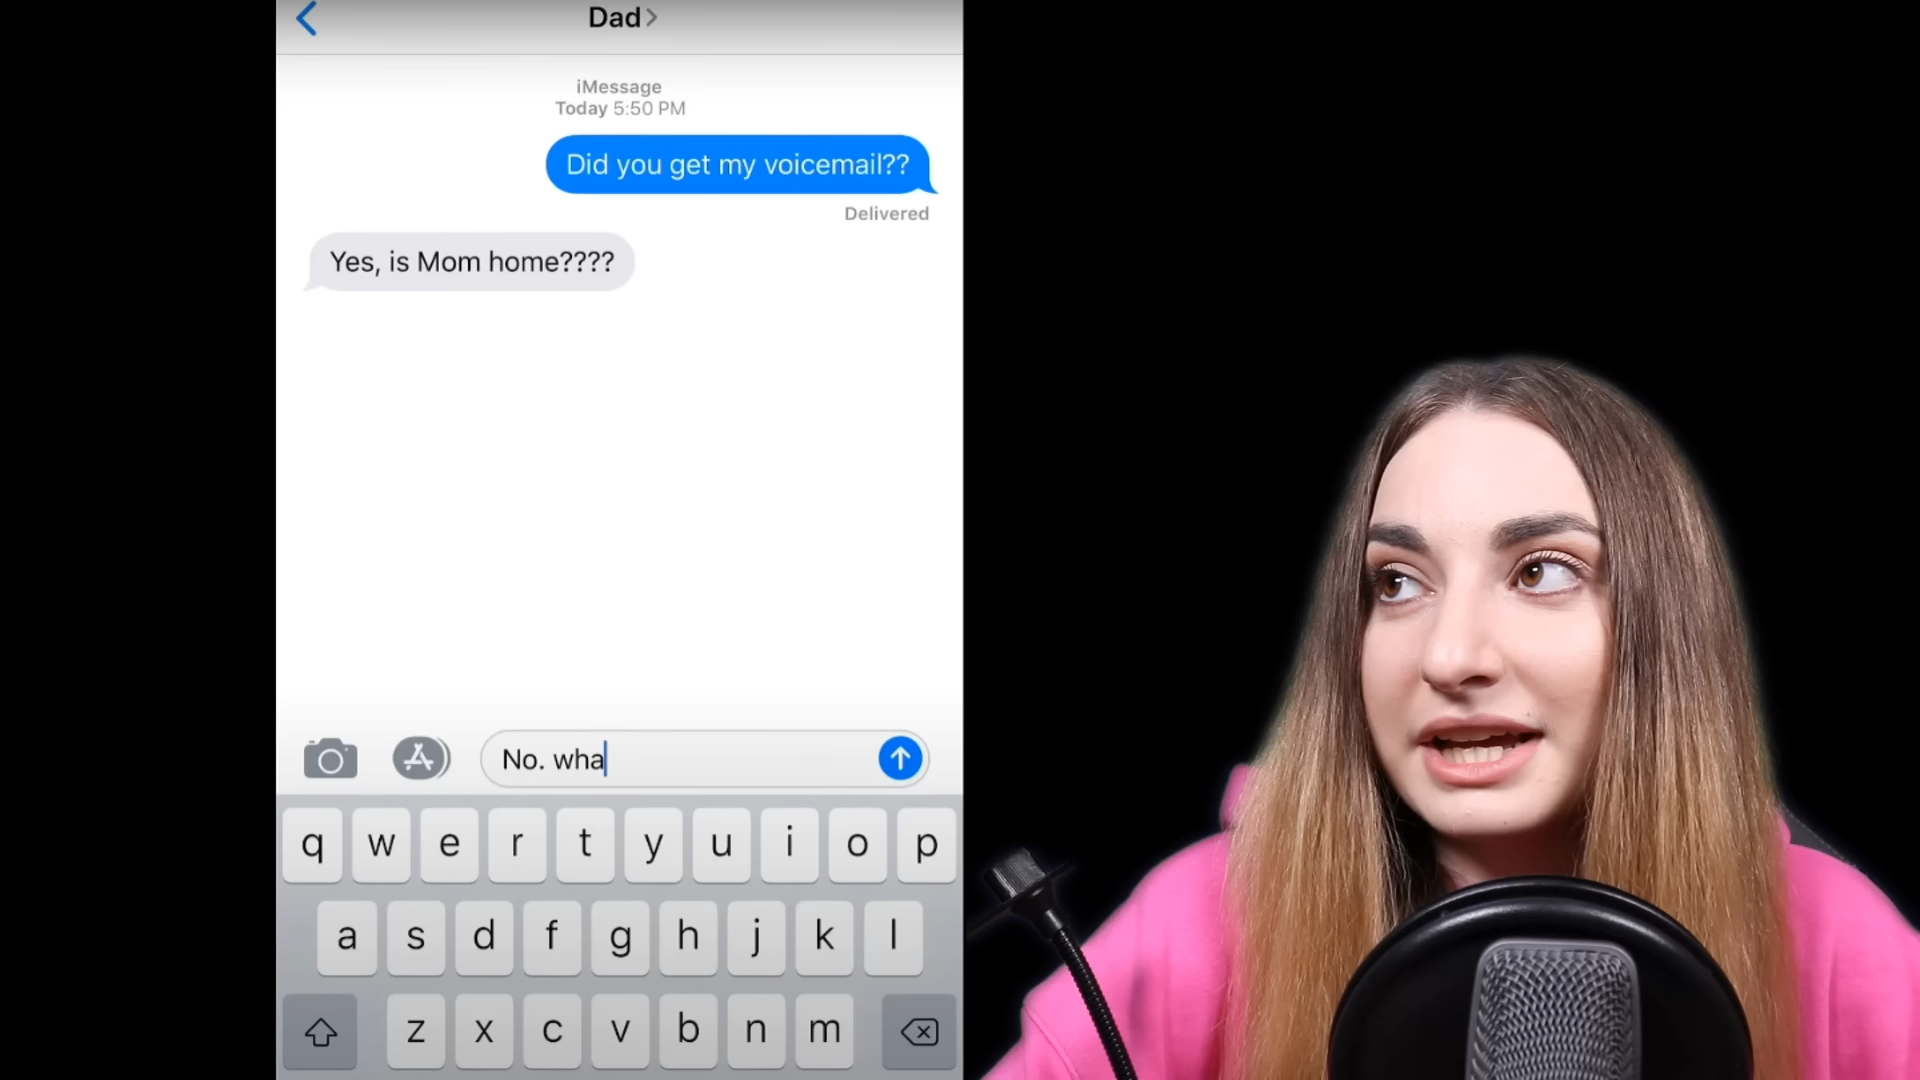 Dad
iMessage
Today 5:50 PM
Did you get my voicemail??
Delivered
Yes, is Mom home????
No. wha
q w e r t y u i o p
a s d f g h j k l
z x c v b n m